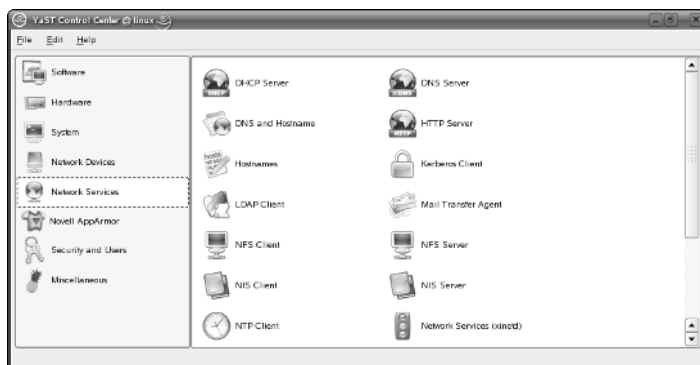 YaST Control Center @ linux
File Edit Help
Software
Hardware
System
Network Devices
Network Services
Novell AppArmor
Security and Users
Miscellaneous
DHCP Server
DNS Server
DNS and Hostname
HTTP Server
Hostnames
Kerberos Client
LDAP Client
Mail Transfer Agent
NFS Client
NFS Server
NIS Client
NIS Server
NTP Client
Network Services (xinetd)